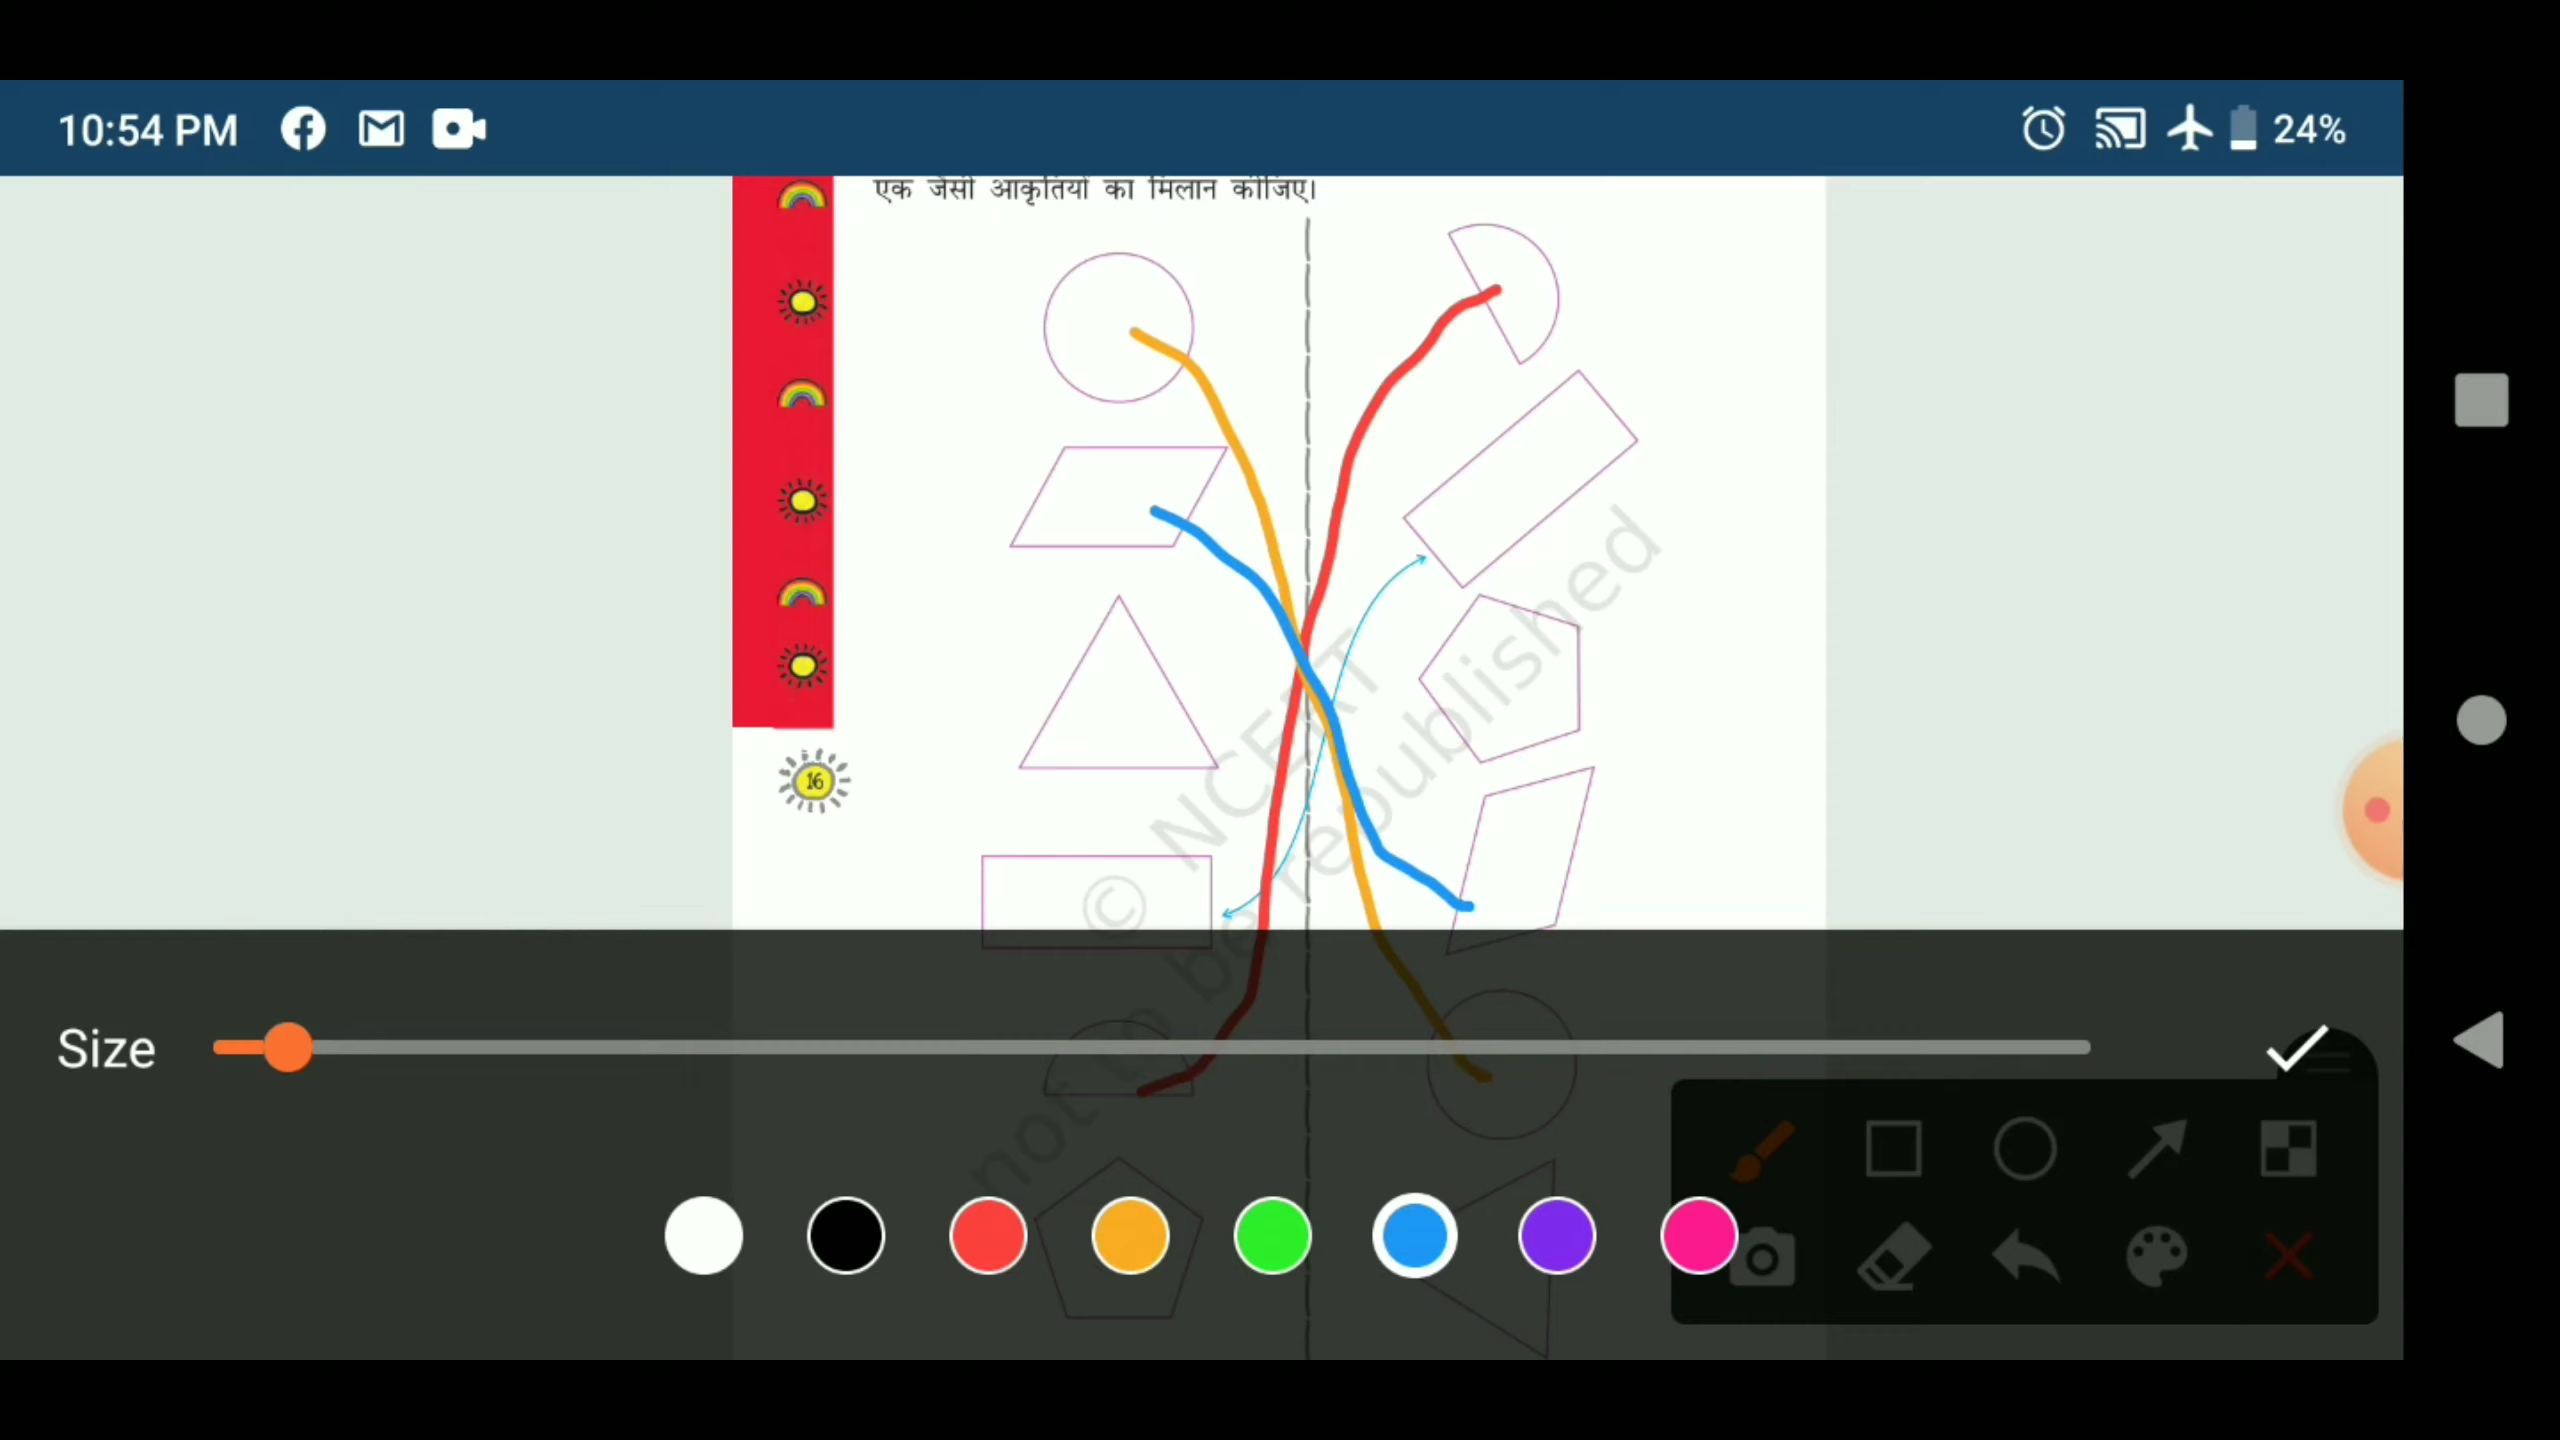 10:54 PM
24%
एक जैसी आकृतियों का मिलान कीजिए।
16
© NCERT
not to be republished
Size